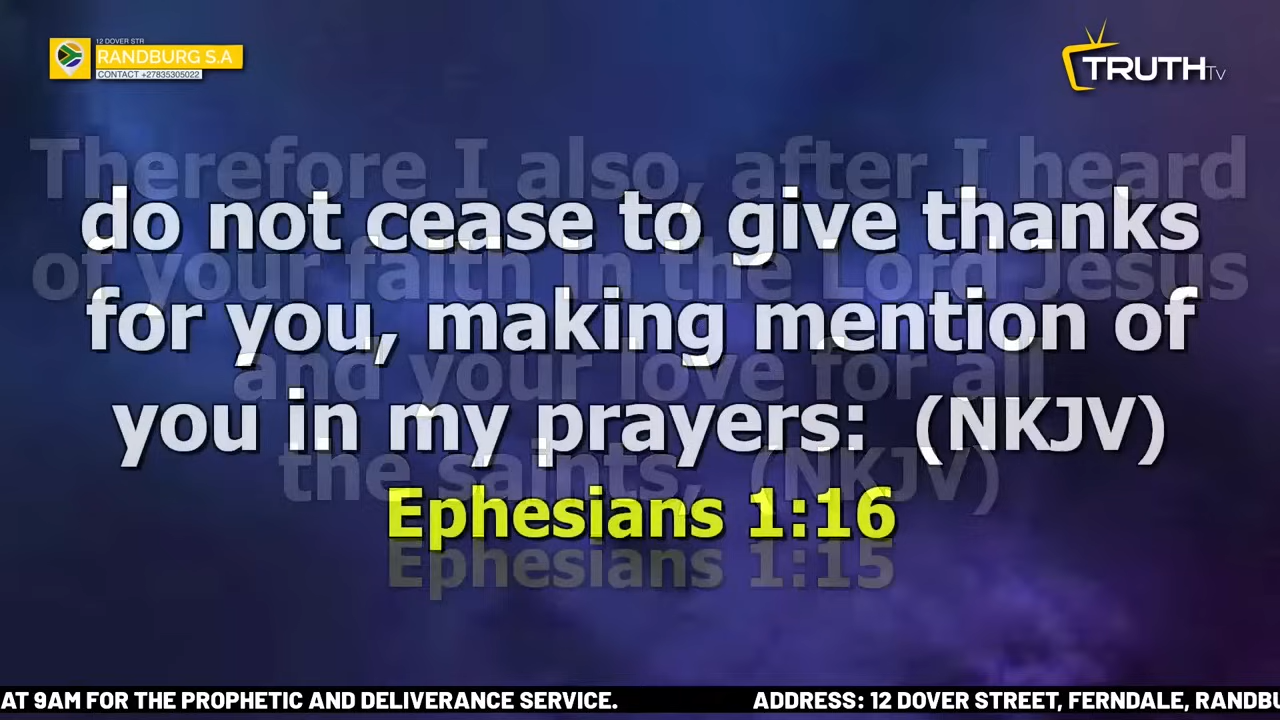 12 DOVER STR
RANDBURG S.A
CONTACT +27835305022
TRUTH TV
Therefore I also, after I heard
of your faith in the Lord Jesus
and your love for all
the saints, (NKJV)
Ephesians 1:15
do not cease to give thanks
for you, making mention of
you in my prayers: (NKJV)
Ephesians 1:16
AT 9AM FOR THE PROPHETIC AND DELIVERANCE SERVICE. ADDRESS: 12 DOVER STREET, FERNDALE,